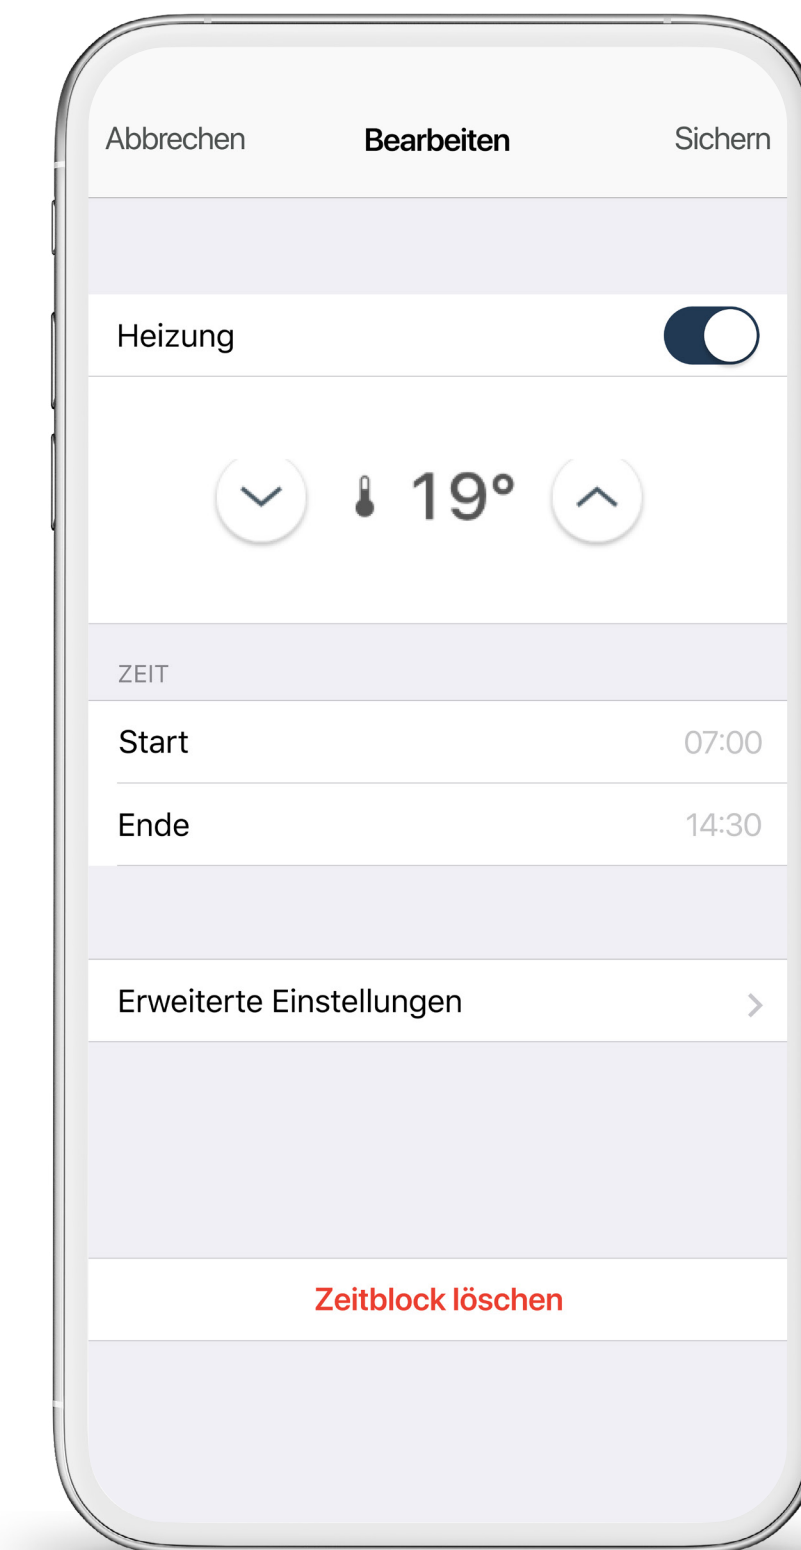 Abbrechen Bearbeiten Sichern
Heizung
19°
ZEIT
Start 07:00
Ende 14:30
Erweiterte Einstellungen
Zeitblock löschen